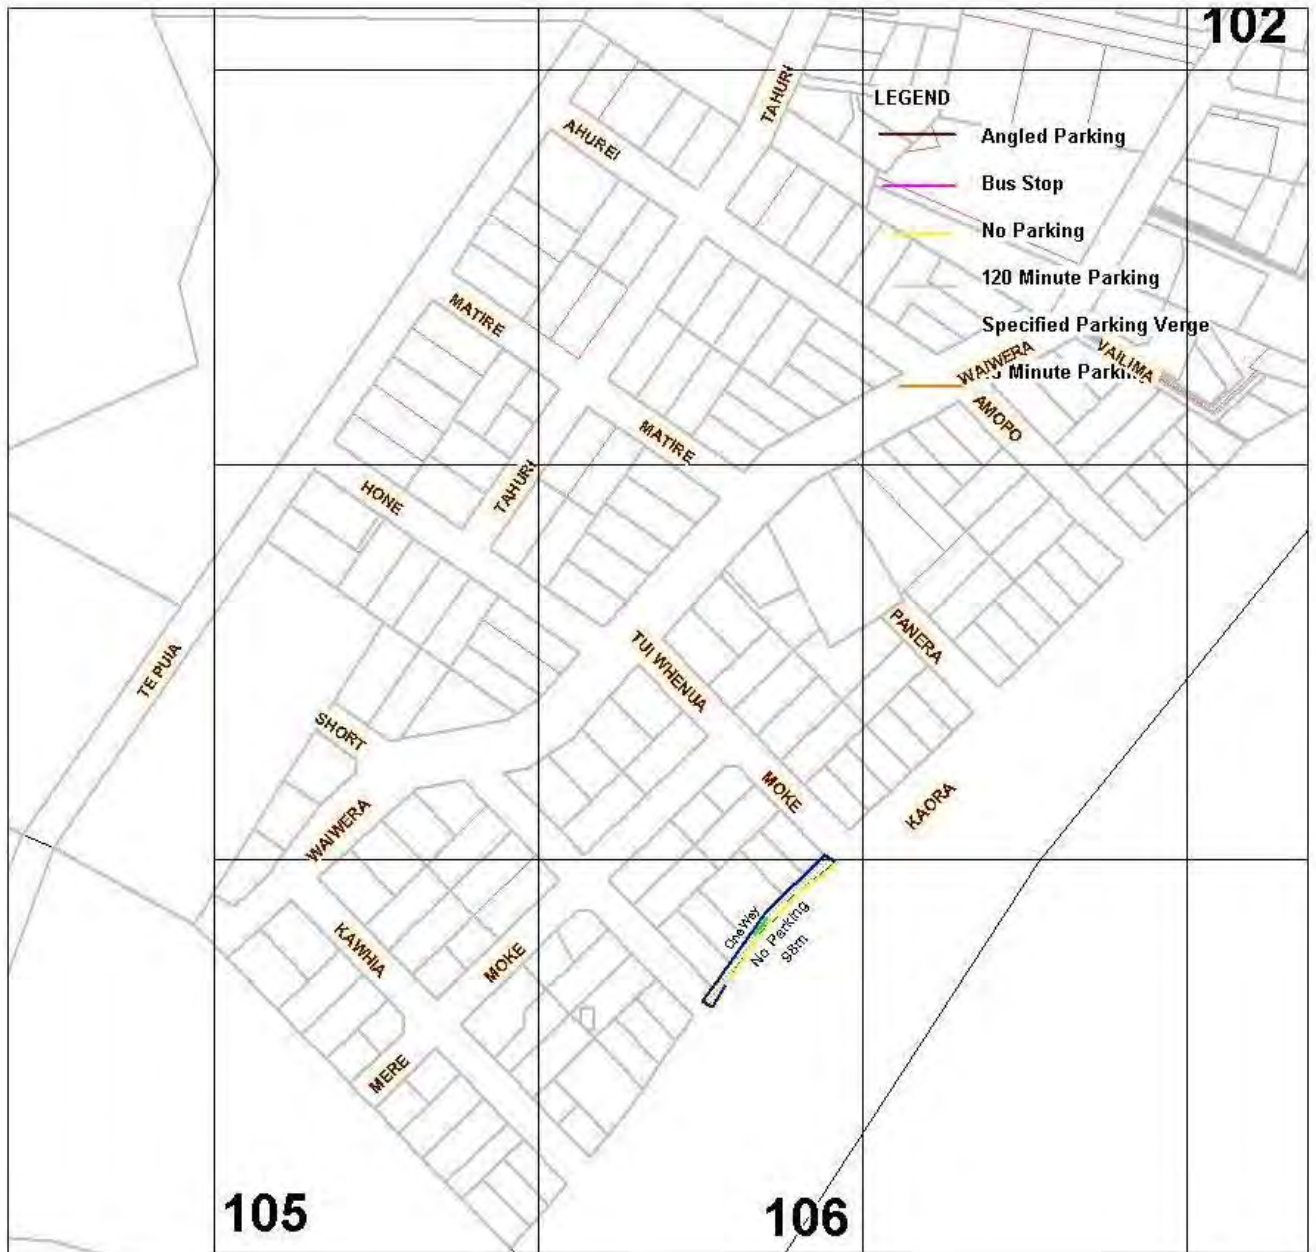 102
TAHURI
LEGEND
AHUREI
Angled Parking
Bus Stop
No Parking
120 Minute Parking
MATIRE
Specified Parking Verge
WAIWERA
VAILIMA
Minute Parking
AMOPO
MATIRE
TAHURI
HONE
PANERA
TUI WHENUA
TE PUIA
SHORT
MOKE
KAORA
WAIWERA
One Way
No Parking
98m
KAWHIA
MOKE
MERE
105
106